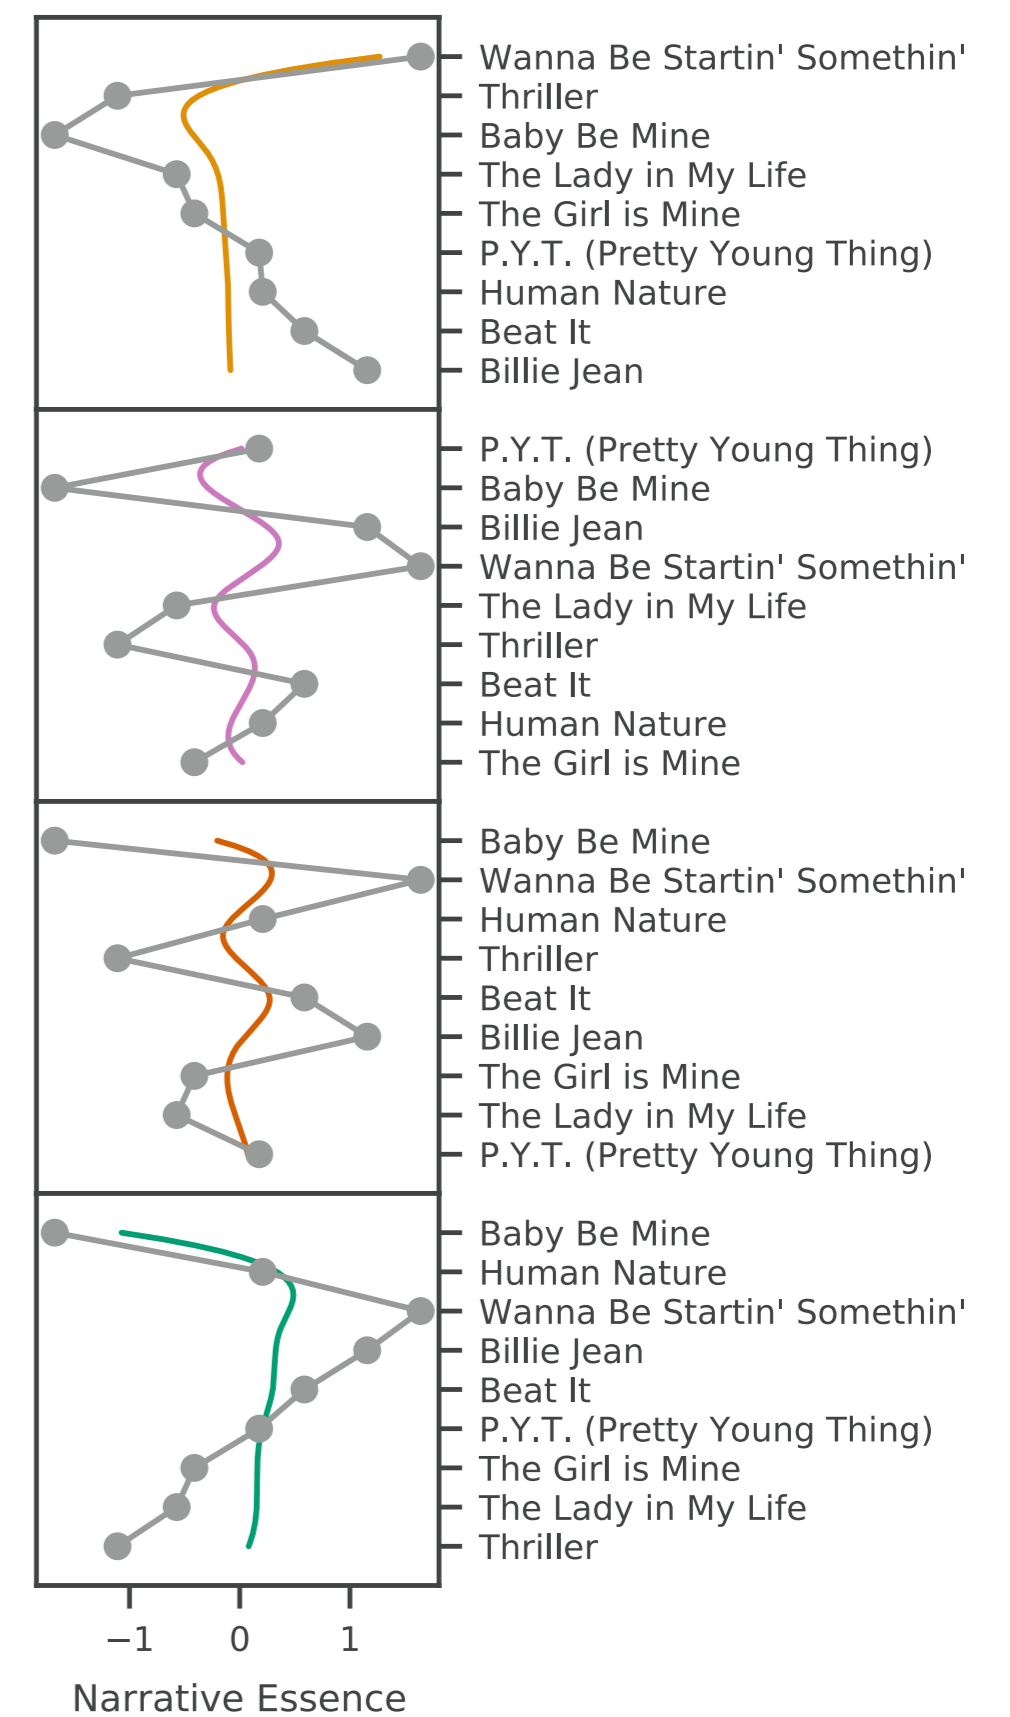 Wanna Be Startin' Somethin'
Thriller
Baby Be Mine
The Lady in My Life
The Girl is Mine
P.Y.T. (Pretty Young Thing)
Human Nature
Beat It
Billie Jean
P.Y.T. (Pretty Young Thing)
Baby Be Mine
Billie Jean
Wanna Be Startin' Somethin'
The Lady in My Life
Thriller
Beat It
Human Nature
The Girl is Mine
Baby Be Mine
Wanna Be Startin' Somethin'
Human Nature
Thriller
Beat It
Billie Jean
The Girl is Mine
The Lady in My Life
P.Y.T. (Pretty Young Thing)
Baby Be Mine
Human Nature
Wanna Be Startin' Somethin'
Billie Jean
Beat It
P.Y.T. (Pretty Young Thing)
The Girl is Mine
The Lady in My Life
Thriller
−1 0 1
Narrative Essence